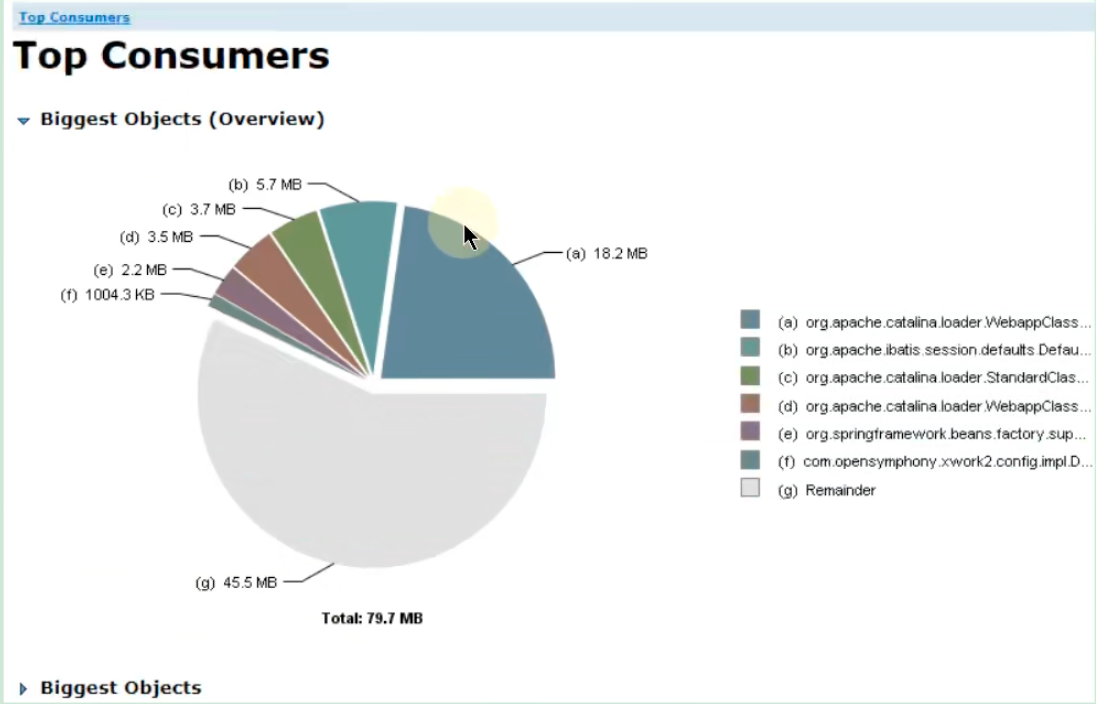 Top Consumers
Top Consumers
Biggest Objects (Overview)
(b) 5.7 MB
(c) 3.7 MB
(d) 3.5 MB
(a) 18.2 MB
(e) 2.2 MB
(f) 1004.3 KB
(a) org.apache.catalina.loader.WebappClass...
(b) org.apache.ibatis.session.defaults.Defau...
(c) org.apache.catalina.loader.StandardClas...
(d) org.apache.catalina.loader.WebappClass...
(e) org.springframework.beans.factory.sup...
(f) com.opensymphony.xwork2.config.impl.D...
(g) Remainder
(g) 45.5 MB
Total: 79.7 MB
Biggest Objects